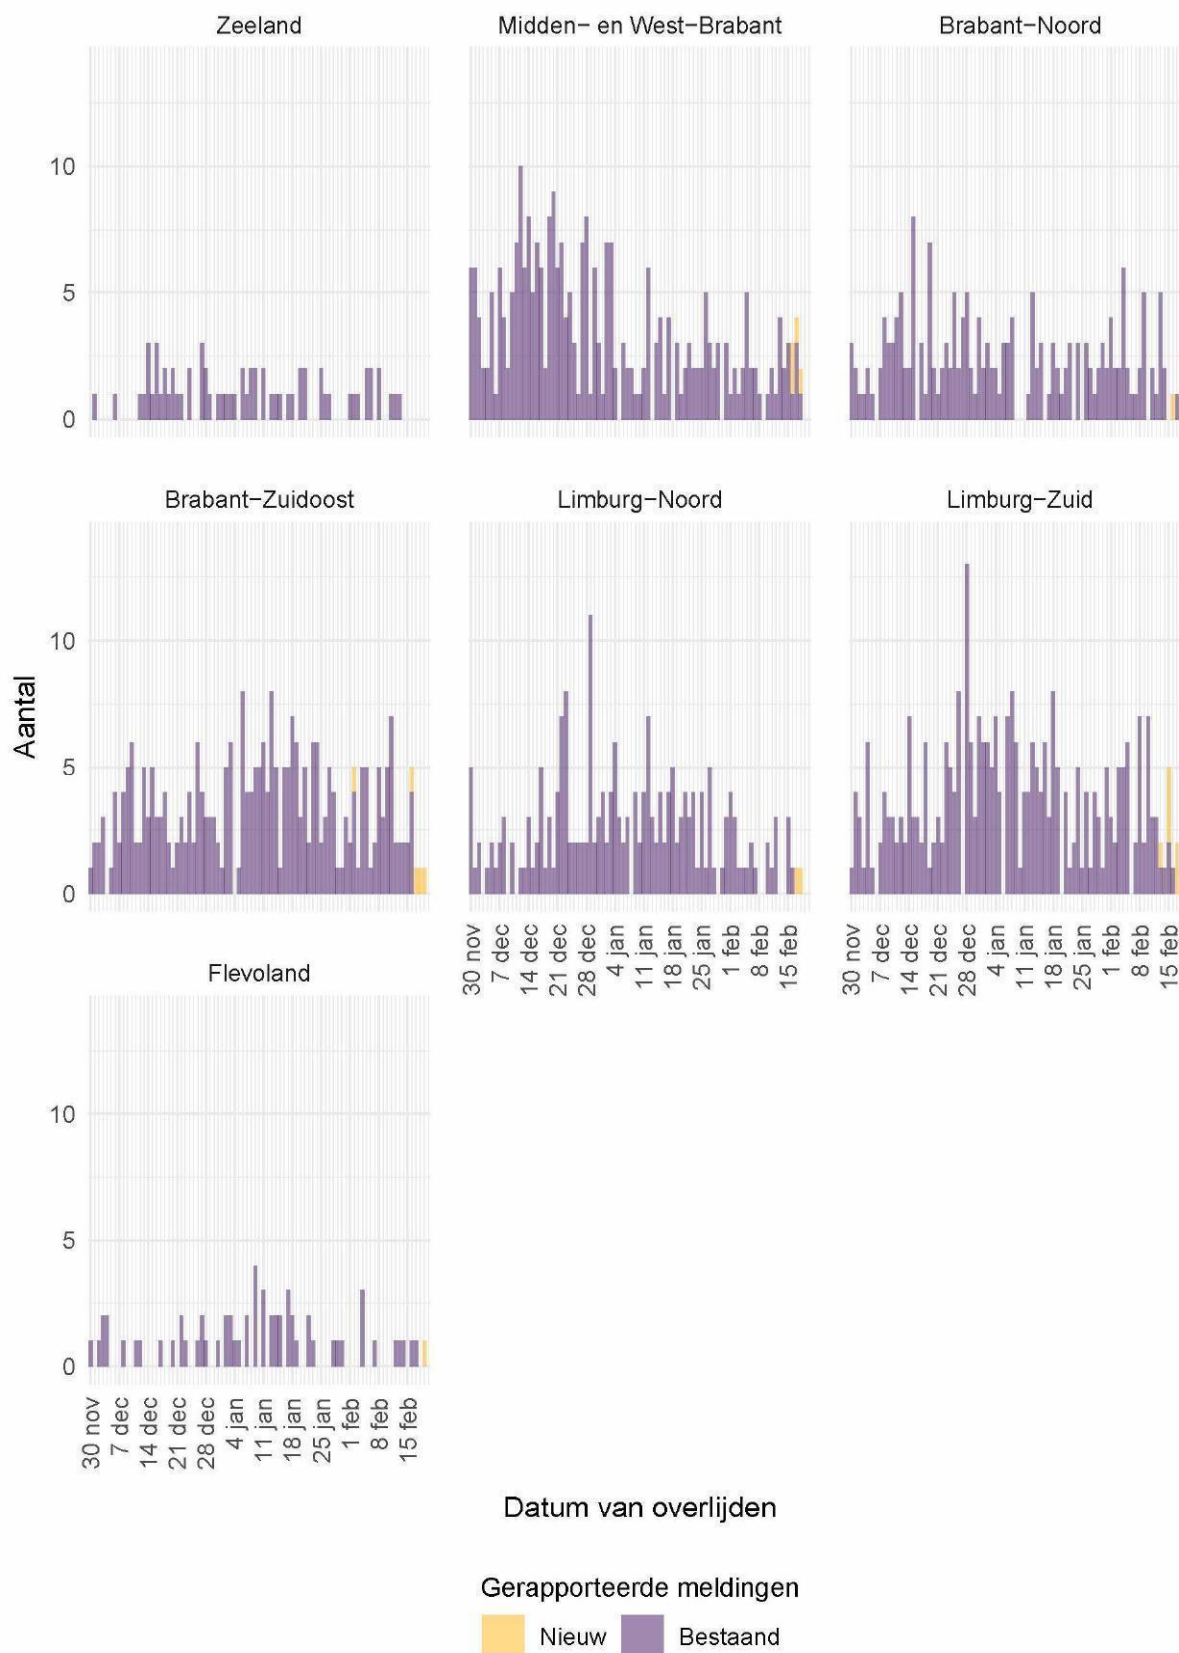 Zeeland
Midden- en West-Brabant
Brabant-Noord
10
5
0
Brabant-Zuidoost
Limburg-Noord
Limburg-Zuid
Aantal
10
5
0
30 nov
7 dec
14 dec
21 dec
28 dec
4 jan
11 jan
18 jan
25 jan
1 feb
8 feb
15 feb
30 nov
7 dec
14 dec
21 dec
28 dec
4 jan
11 jan
18 jan
25 jan
1 feb
8 feb
Flevoland
10
5
0
30 nov
7 dec
14 dec
21 dec
28 dec
4 jan
11 jan
18 jan
25 jan
1 feb
8 feb
15 feb
Datum van overlijden
Gerapporteerde meldingen
Nieuw
Bestaand